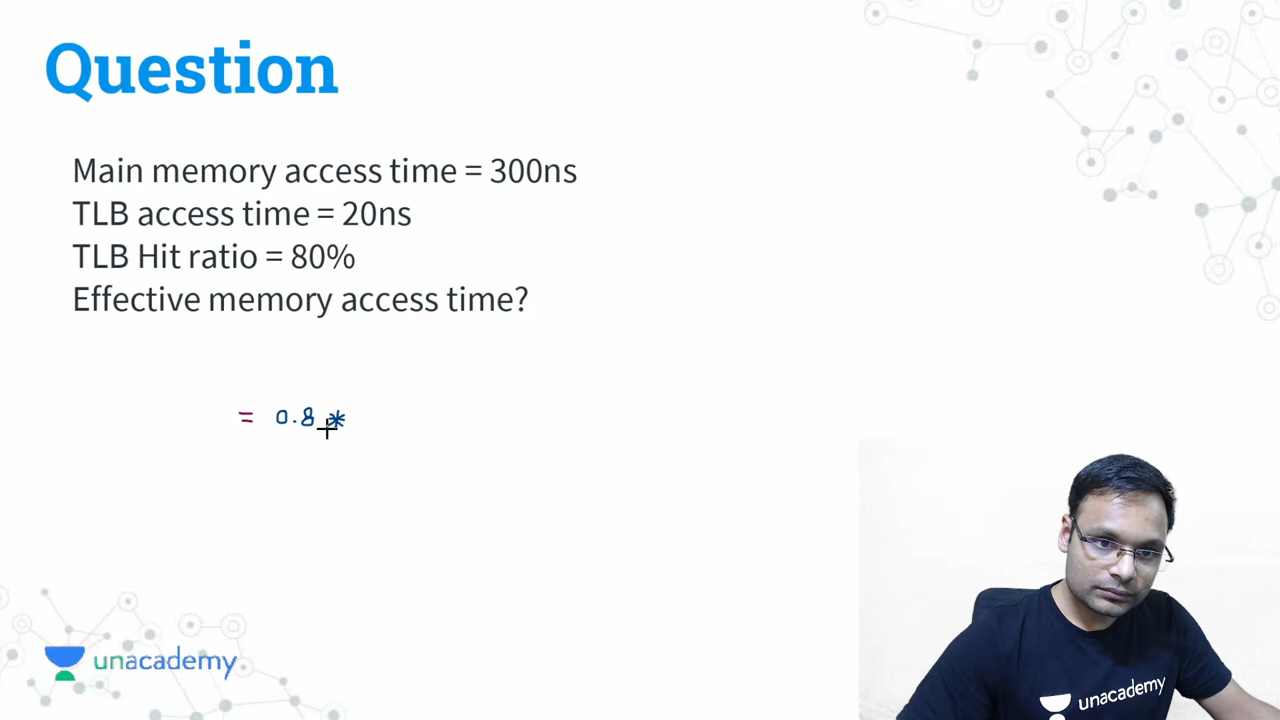 Question
Main memory access time = 300ns
TLB access time = 20ns
TLB Hit ratio = 80%
Effective memory access time?
= 0.8 *
unacademy
unacademy